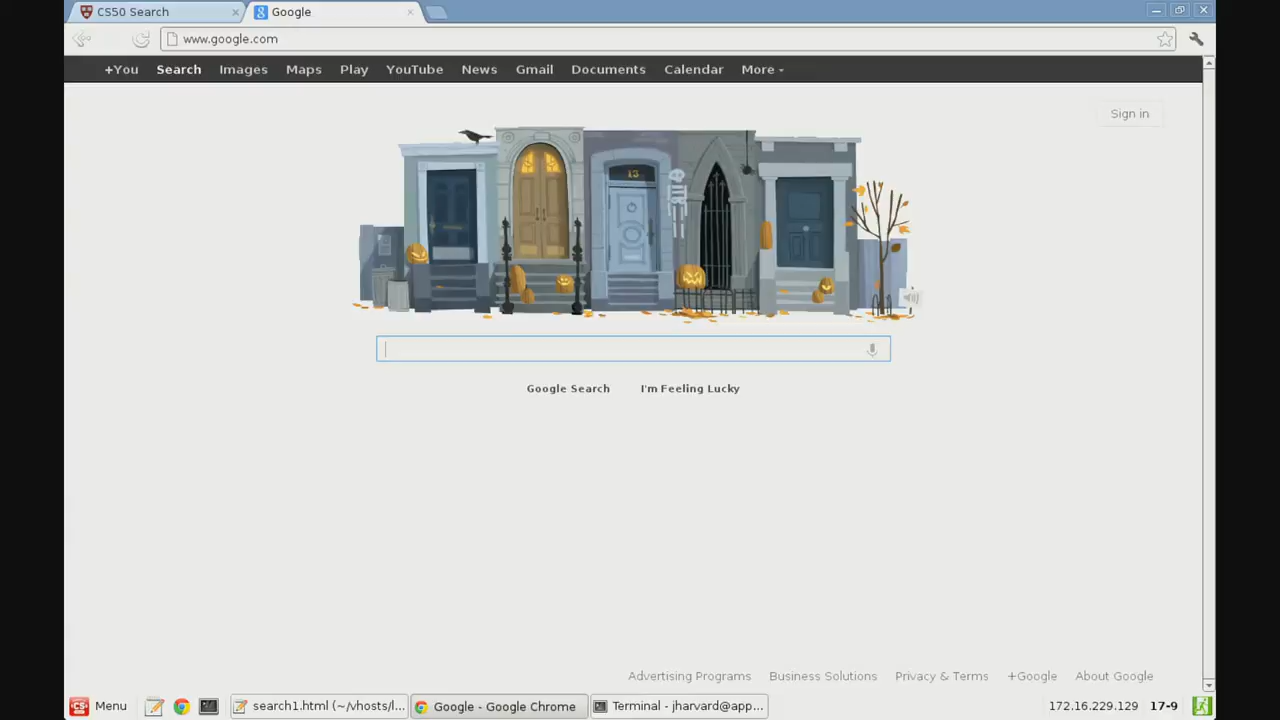 CS50 Search
Google
www.google.com
+You Search Images Maps Play YouTube News Gmail Documents Calendar More
Sign in
13
Google Search I'm Feeling Lucky
Advertising Programs Business Solutions Privacy & Terms +Google About Google
Menu search1.html (~/vhosts/l... Google - Google Chrome Terminal - jharvard@app... 172.16.229.129 17-9